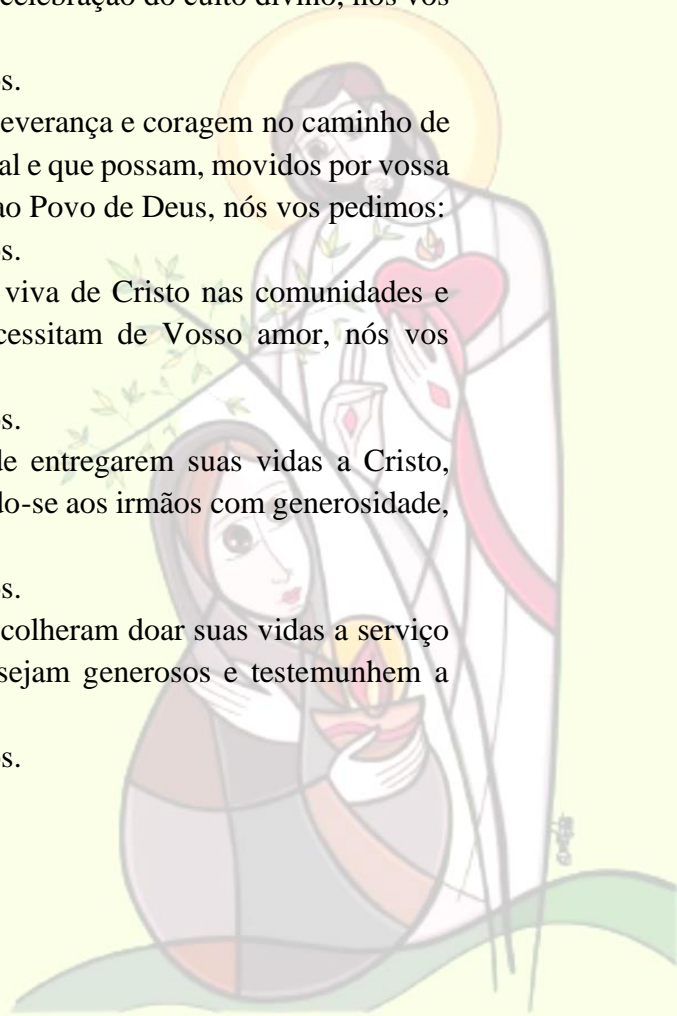 celebração do culto divino, nós vos
s.
everança e coragem no caminho de
al e que possam, movidos por vossa
ao Povo de Deus, nós vos pedimos:
s.
viva de Cristo nas comunidades e
cessitam de Vosso amor, nós vos
s.
de entregarem suas vidas a Cristo,
do-se aos irmãos com generosidade,
s.
colheram doar suas vidas a serviço
sejam generosos e testemunhem a
s.